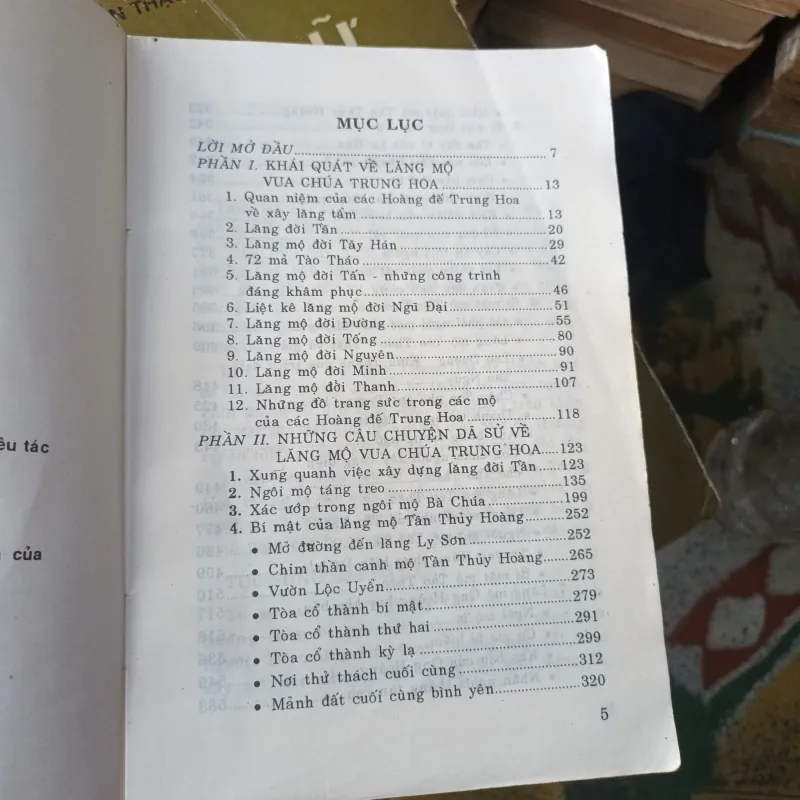 MỤC LỤC
LỜI MỞ ĐẦU 7
PHẦN I. KHÁI QUÁT VỀ LĂNG MỘ
VUA CHÚA TRUNG HOA 13
1. Quan niệm của các Hoàng đế Trung Hoa
về xây lăng tẩm 13
2. Lăng đời Tần 20
3. Lăng mộ đời Tây Hán 29
4. 72 mả Tào Tháo 42
5. Lăng mộ đời Tấn - những công trình
đáng khâm phục 46
6. Liệt kê lăng mộ đời Ngũ Đại 51
7. Lăng mộ đời Đường 55
8. Lăng mộ đời Tống 80
9. Lăng mộ đời Nguyên 90
10. Lăng mộ đời Minh 91
11. Lăng mộ đời Thanh 107
12. Những đồ trang sức trong các mộ
của các Hoàng đế Trung Hoa 118
PHẦN II. NHỮNG CÂU CHUYỆN DÃ SỬ VỀ
LĂNG MỘ VUA CHÚA TRUNG HOA 123
1. Xung quanh việc xây dựng lăng đời Tần 123
2. Ngôi mộ táng treo 135
3. Xác ướp trong ngôi mộ Bà Chúa 199
4. Bí mật của lăng mộ Tần Thủy Hoàng 252
• Mở đường đến lăng Ly Sơn 252
• Chim thần canh mộ Tần Thủy Hoàng 265
• Vườn Lộc Uyển 273
• Tòa cổ thành bí mật 279
• Tòa cổ thành thứ hai 291
• Tòa cổ thành kỳ lạ 299
• Nơi thử thách cuối cùng 312
• Mảnh đất cuối cùng bình yên 320
5
tác
của